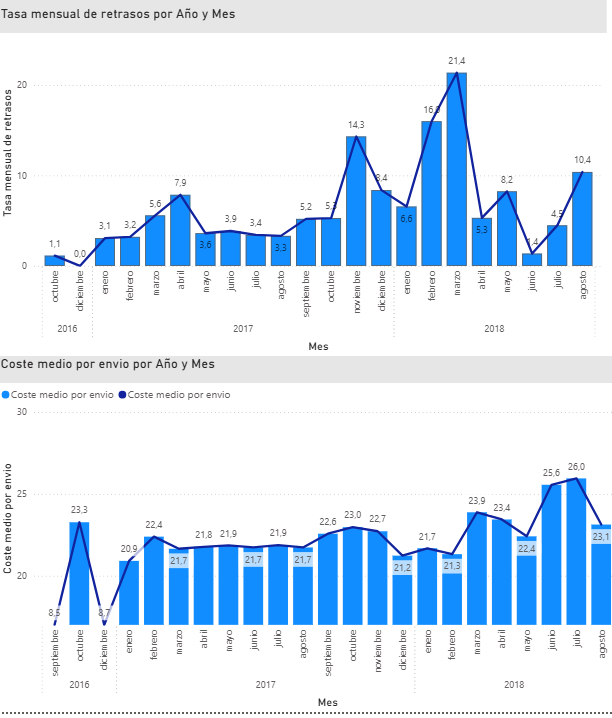 Tasa mensual de retrasos por Año y Mes
Tasa mensual de retrasos
20
10
0
1,1
0,0
3,1
3,2
5,6
7,9
3,6
3,9
3,4
3,3
5,2
14,3
8,4
6,6
21,4
5,3
8,2
1,4
10,4
octubre
diciembre
enero
febrero
marzo
abril
mayo
junio
julio
agosto
septiembre
octubre
noviembre
diciembre
enero
febrero
marzo
abril
mayo
junio
julio
agosto
2016
2017
2018
Mes
Coste medio por envio por Año y Mes
Coste medio por envio Coste medio por envio
Coste medio por envio
30
25
20
8,5
23,3
8,7
20,9
22,4
21,7
21,8
21,9
21,7
21,9
21,7
22,6
23,0
22,7
21,2
21,7
21,3
23,9
23,4
22,4
25,6
26,0
23,1
septiembre
octubre
diciembre
enero
febrero
marzo
abril
mayo
junio
julio
agosto
septiembre
octubre
noviembre
diciembre
enero
febrero
marzo
abril
mayo
junio
julio
agosto
2016
2017
2018
Mes